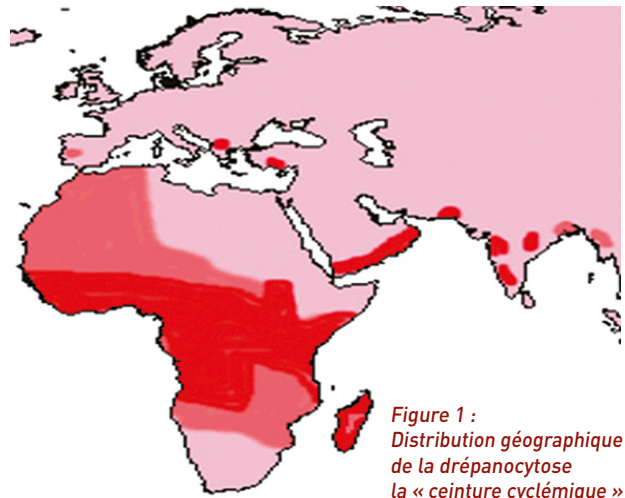 F
Figure 1 :
Distribution géographique
de la drépanocytose
la « ceinture cyclémique »